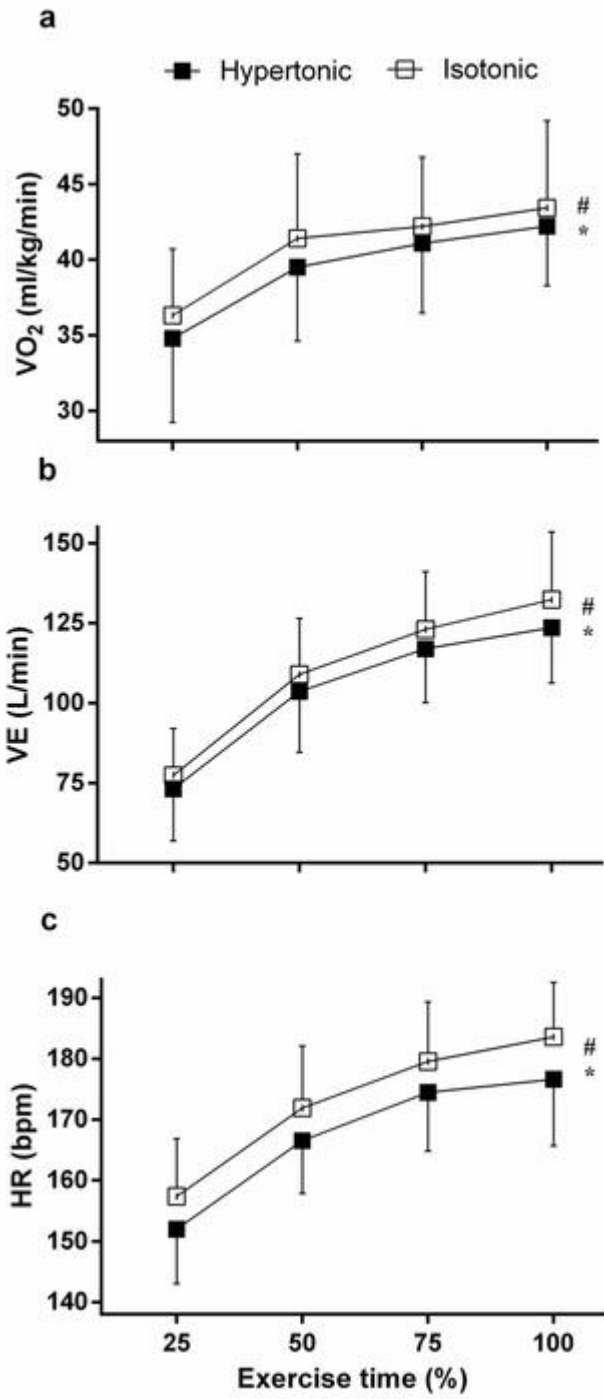 a
Hypertonic Isotonic
50
45
40
35
30
VO₂ (ml/kg/min)
#
*
b
150
125
100
75
50
VE (L/min)
#
*
c
190
180
170
160
150
140
HR (bpm)
#
*
25 50 75 100
Exercise time (%)